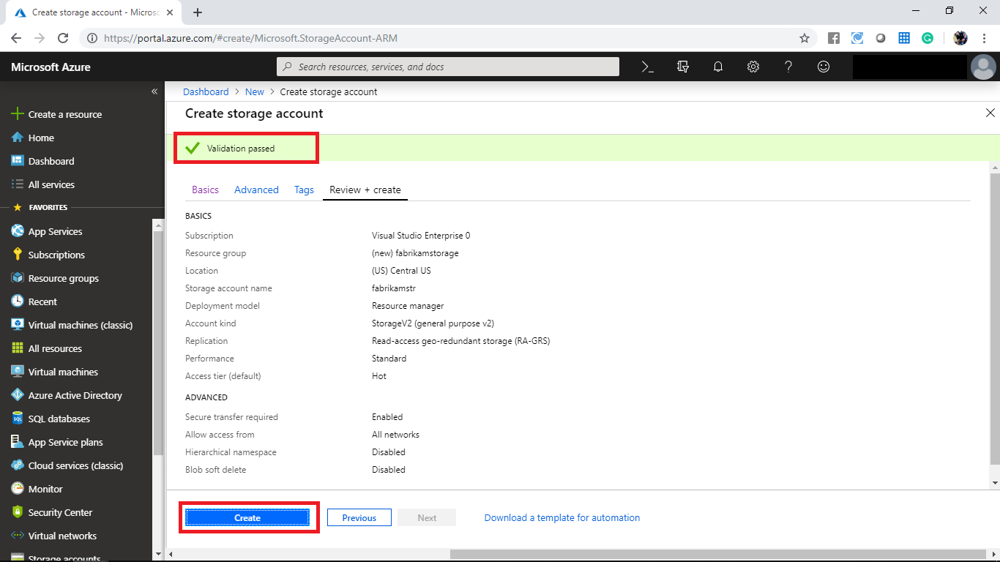 Create storage account - Microso
https://portal.azure.com/#create/Microsoft.StorageAccount-ARM
Microsoft Azure
Search resources, services, and docs
Dashboard > New > Create storage account
Create storage account
Validation passed
Create a resource
Home
Dashboard
All services
FAVORITES
App Services
Subscriptions
Resource groups
Recent
Virtual machines (classic)
All resources
Virtual machines
Azure Active Directory
SQL databases
App Service plans
Cloud services (classic)
Monitor
Security Center
Virtual networks
Storage accounts
Basics Advanced Tags Review + create
BASICS
Subscription Visual Studio Enterprise 0
Resource group (new) fabrikamstorage
Location (US) Central US
Storage account name fabrikamstr
Deployment model Resource manager
Account kind StorageV2 (general purpose v2)
Replication Read-access geo-redundant storage (RA-GRS)
Performance Standard
Access tier (default) Hot
ADVANCED
Secure transfer required Enabled
Allow access from All networks
Hierarchical namespace Disabled
Blob soft delete Disabled
Create Previous Next Download a template for automation